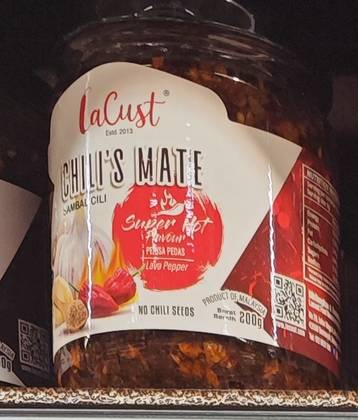 LaCust®
Estd. 2013
CHILI'S MATE
SAMBAL CILI
Super Hot
Flavour
PERISA PEDAS
Lava Pepper
NO CHILI SEEDS
PRODUCT OF MALAYSIA
Berat
Bersih 200g